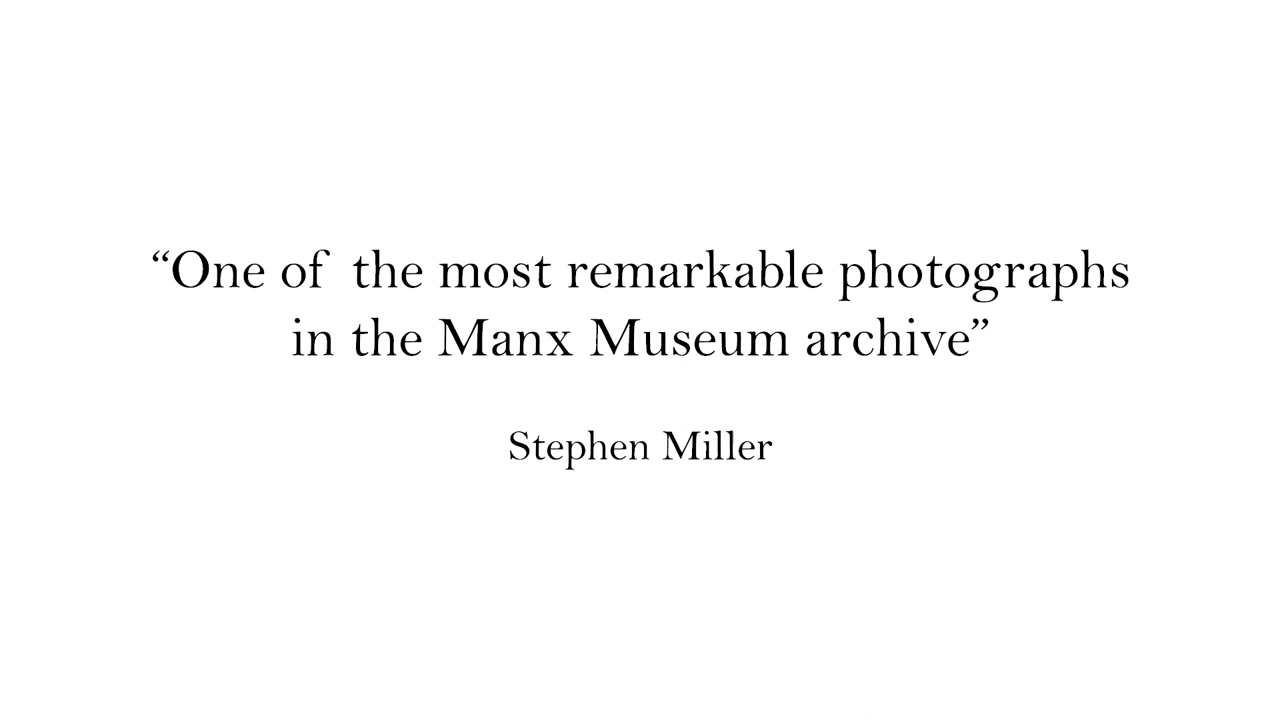 “One of the most remarkable photographs
in the Manx Museum archive”
Stephen Miller